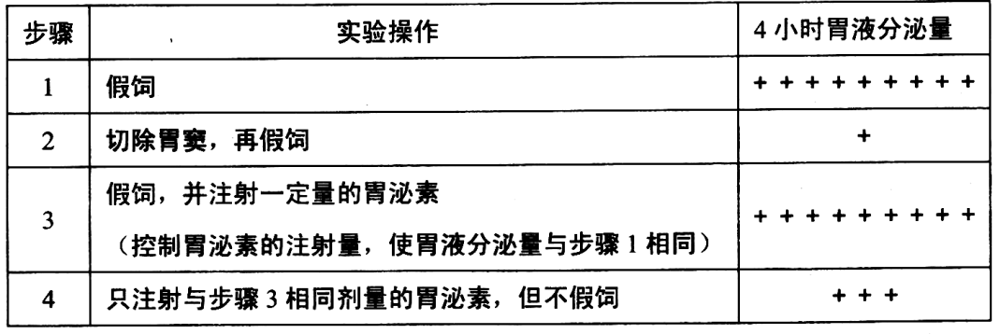 步骤 实验操作 4小时胃液分泌量
1 假饲 + + + + + + + + +
2 切除胃窦，再假饲 +
3 假饲，并注射一定量的胃泌素
（控制胃泌素的注射量，使胃液分泌量与步骤1相同） + + + + + + + + +
4 只注射与步骤3相同剂量的胃泌素，但不假饲 + + +